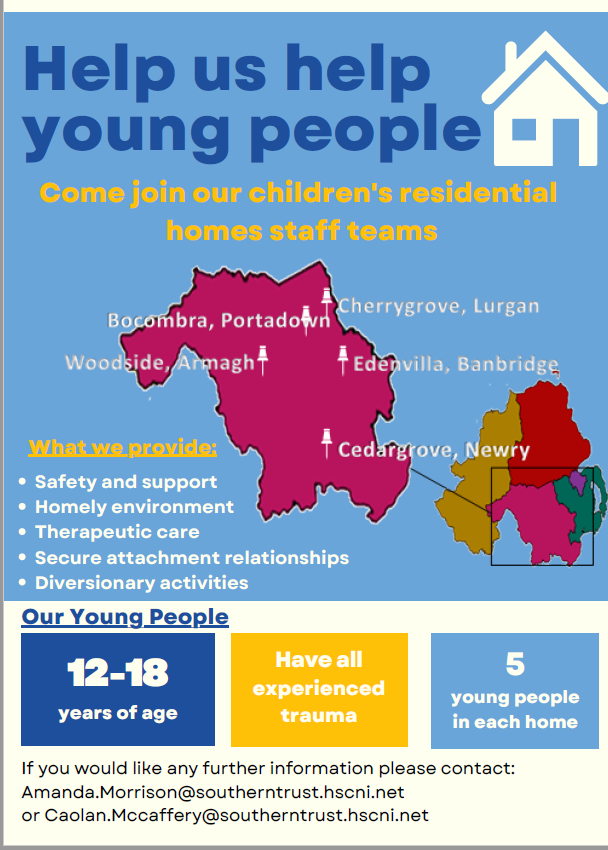 Help us help
young people
Come join our children's residential
homes staff teams
Cherrygrove, Lurgan
Bocombra, Portadown
Woodside, Armagh
Edenvilla, Banbridge
Cedargrove, Newry
What we provide:
• Safety and support
• Homely environment
• Therapeutic care
• Secure attachment relationships
• Diversionary activities
Our Young People
12-18
years of age
Have all
experienced
trauma
5
young people
in each home
If you would like any further information please contact:
Amanda.Morrison@southerntrust.hscni.net
or Caolan.Mccaffery@southerntrust.hscni.net